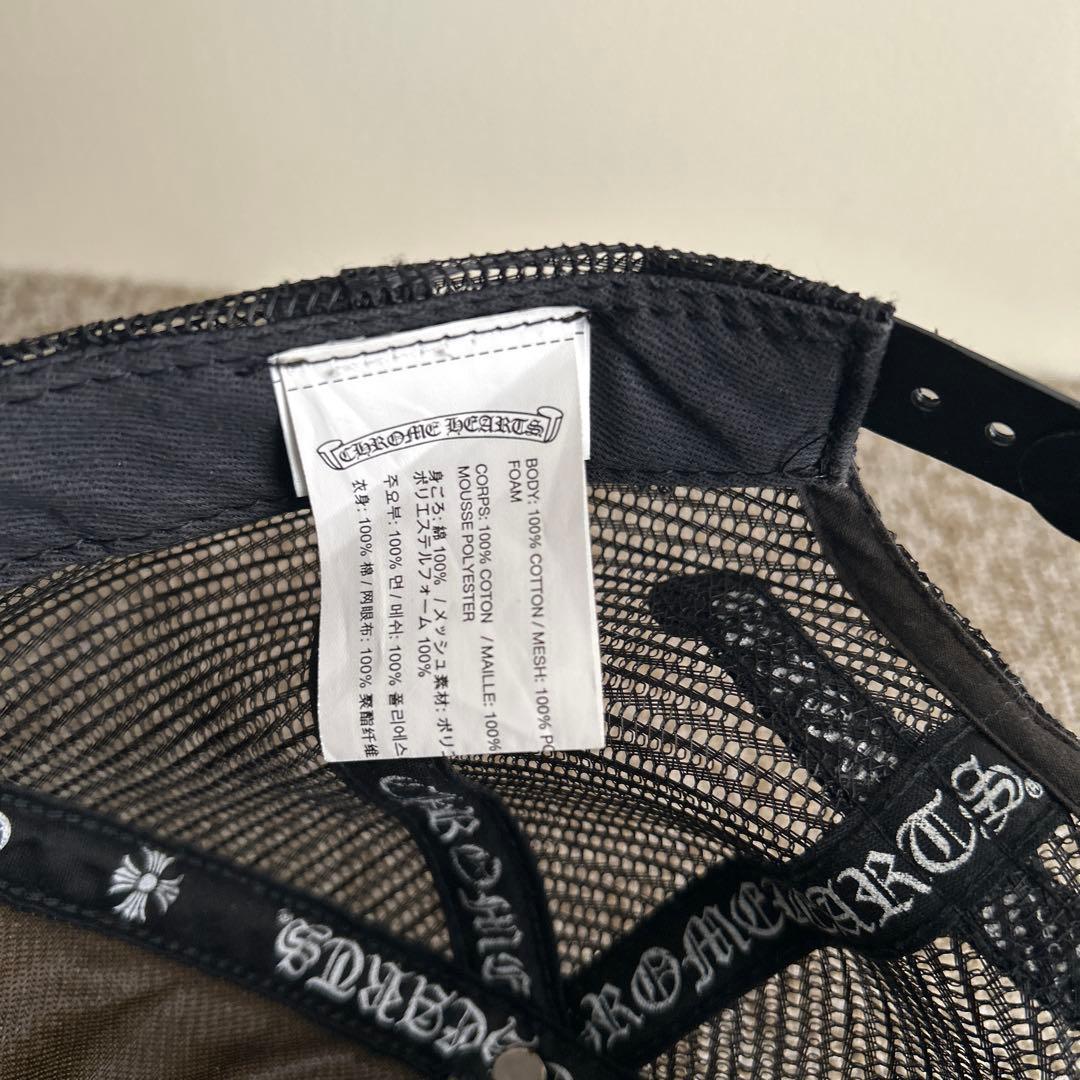 CHROME HEARTS
BODY: 100% COTTON / MESH: 100% PO
FOAM
CORPS: 100% COTON / MAILLE: 100%
MOUSSE POLYESTER
身ごろ: 綿 100% / メッシュ素材: ポリエ
ポリエステルフォーム 100%
주요부: 100% 면 / 메쉬: 100% 폴리에스
衣身: 100% 棉 / 网眼布: 100% 聚酯纤维
CHROME
HEARTS
ROMEHEARTS®